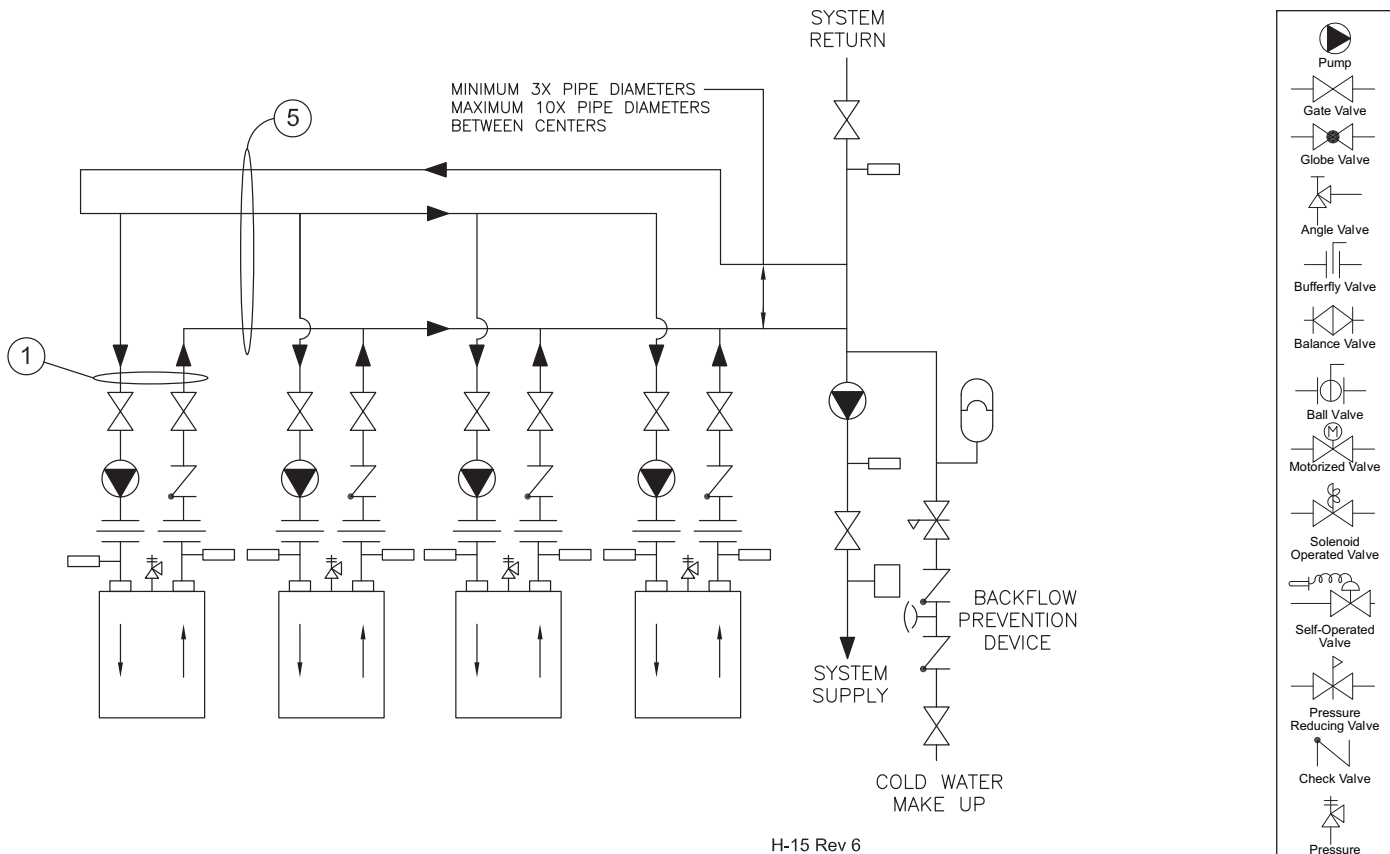 SYSTEM
RETURN
MINIMUM 3X PIPE DIAMETERS
MAXIMUM 10X PIPE DIAMETERS
BETWEEN CENTERS
5
1
BACKFLOW
PREVENTION
DEVICE
SYSTEM
SUPPLY
COLD WATER
MAKE UP
H-15 Rev 6
Pump
Gate Valve
Globe Valve
Angle Valve
Bufferfly Valve
Balance Valve
Ball Valve
M
Motorized Valve
Solenoid
Operated Valve
Self-Operated
Valve
Pressure
Reducing Valve
Check Valve
Pressure